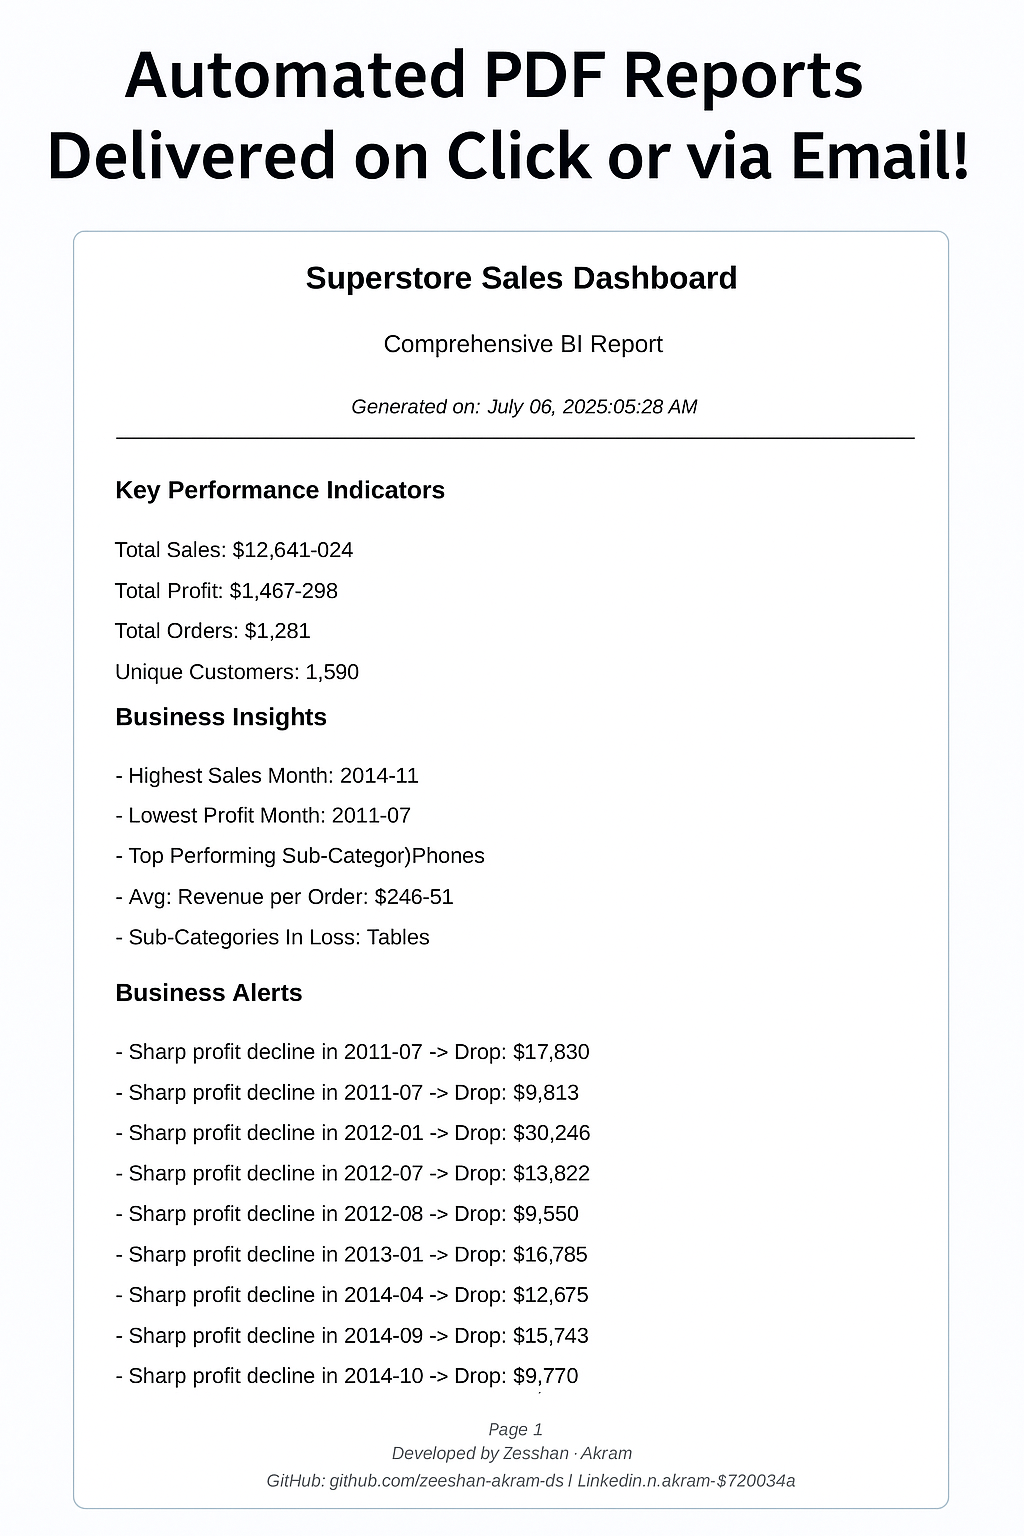 Automated PDF Reports
Delivered on Click or via Email!
Superstore Sales Dashboard
Comprehensive BI Report
Generated on: July 06, 2025:05:28 AM
Key Performance Indicators
Total Sales: $12,641-024
Total Profit: $1,467-298
Total Orders: $1,281
Unique Customers: 1,590
Business Insights
- Highest Sales Month: 2014-11
- Lowest Profit Month: 2011-07
- Top Performing Sub-Categor)Phones
- Avg: Revenue per Order: $246-51
- Sub-Categories In Loss: Tables
Business Alerts
- Sharp profit decline in 2011-07 -> Drop: $17,830
- Sharp profit decline in 2011-07 -> Drop: $9,813
- Sharp profit decline in 2012-01 -> Drop: $30,246
- Sharp profit decline in 2012-07 -> Drop: $13,822
- Sharp profit decline in 2012-08 -> Drop: $9,550
- Sharp profit decline in 2013-01 -> Drop: $16,785
- Sharp profit decline in 2014-04 -> Drop: $12,675
- Sharp profit decline in 2014-09 -> Drop: $15,743
- Sharp profit decline in 2014-10 -> Drop: $9,770
Page 1
Developed by Zesshan · Akram
GitHub: github.com/zeeshan-akram-ds l Linkedin.n.akram-$720034a